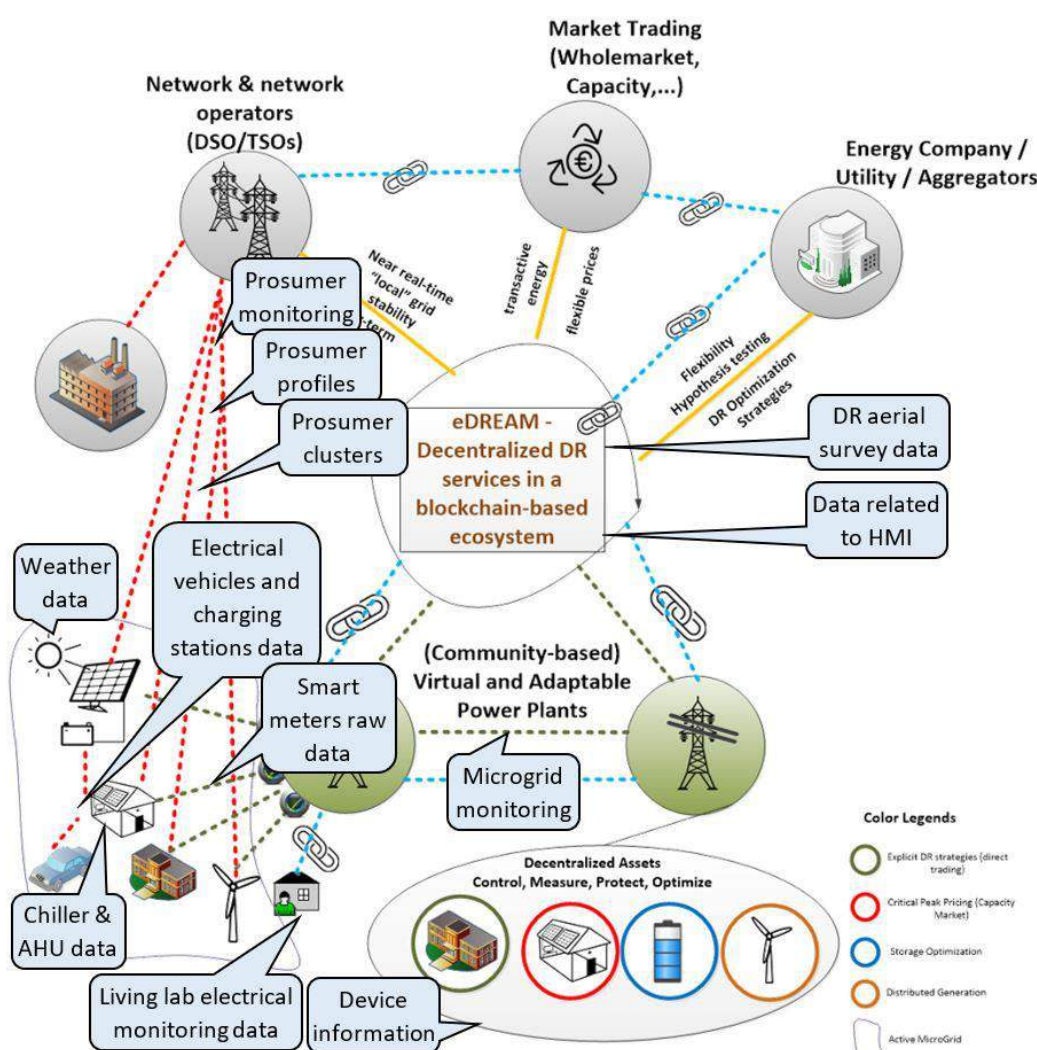 Market Trading
(Wholemarket,
Capacity,...)
Network & network
operators
(DSO/TSOs)
Energy Company /
Utility / Aggregators
Near real-time
"local" grid
stability
-term
transactive
energy
flexible prices
Flexibility
Hypothesis testing
DR Optimization
Strategies
Prosumer
monitoring
Prosumer
profiles
Prosumer
clusters
eDREAM -
Decentralized DR
services in a
blockchain-based
ecosystem
DR aerial
survey data
Data related
to HMI
Weather
data
Electrical
vehicles and
charging
stations data
Smart
meters raw
data
(Community-based)
Virtual and Adaptable
Power Plants
Microgrid
monitoring
Chiller &
AHU data
Living lab electrical
monitoring data
Device
information
Decentralized Assets
Control, Measure, Protect, Optimize
Color Legends
Explicit DR strategies (direct
trading)
Critical Peak Pricing (Capacity
Market)
Storage Optimization
Distributed Generation
Active MicroGrid